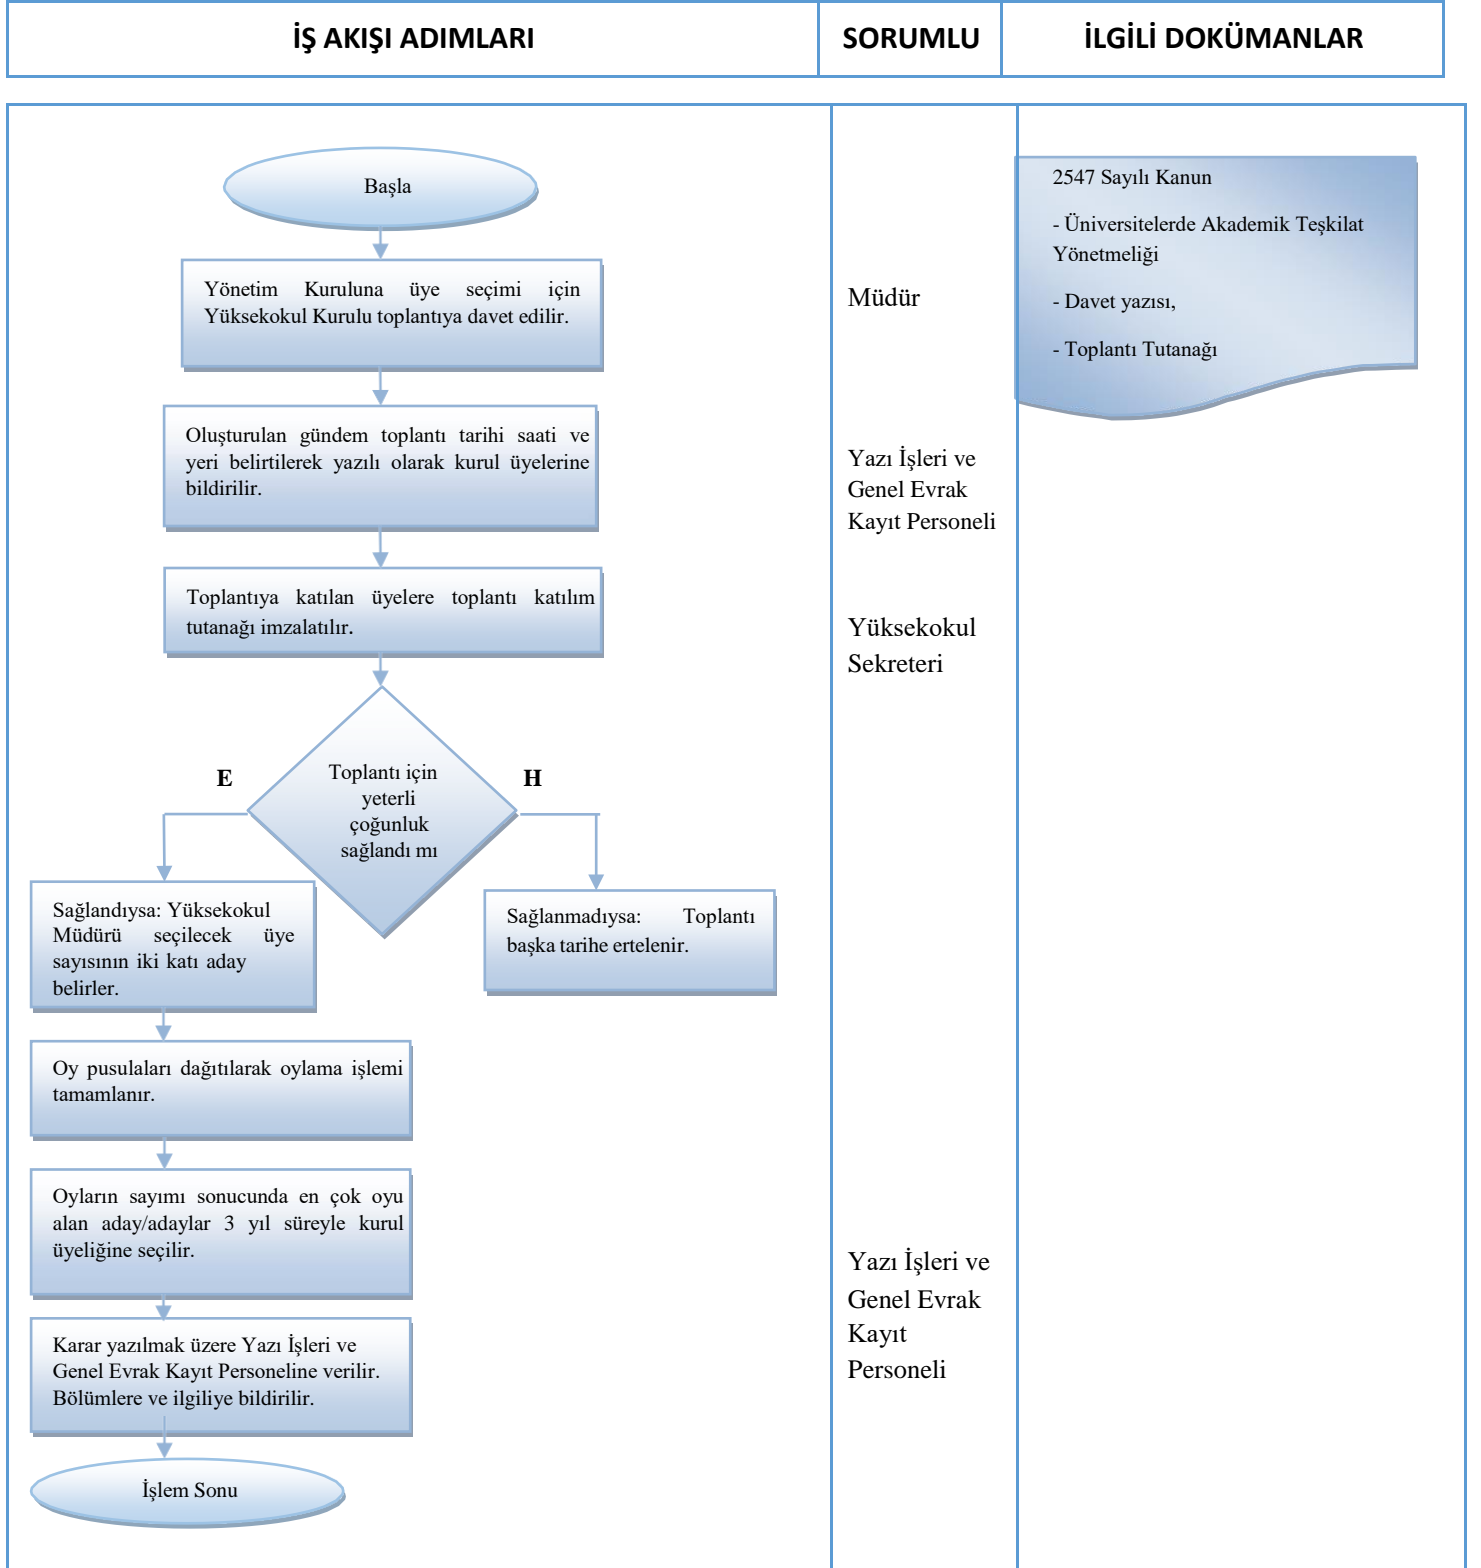 İŞ AKIŞI ADIMLARI
SORUMLU
İLGİLİ DOKÜMANLAR
Başla
Yönetim Kuruluna üye seçimi için
Yüksekokul Kurulu toplantıya davet edilir.
Müdür
2547 Sayılı Kanun
- Üniversitelerde Akademik Teşkilat
Yönetmeliği
- Davet yazısı,
- Toplantı Tutanağı
Oluşturulan gündem toplantı tarihi saati ve
yeri belirtilerek yazılı olarak kurul üyelerine
bildirilir.
Yazı İşleri ve
Genel Evrak
Kayıt Personeli
Toplantıya katılan üyelere toplantı katılım
tutanağı imzalatılır.
Yüksekokul
Sekreteri
E
Toplantı için
yeterli
çoğunluk
sağlandı mı
H
Sağlandıysa: Yüksekokul
Müdürü seçilecek üye
sayısının iki katı aday
belirler.
Sağlanmadıysa: Toplantı
başka tarihe ertelenir.
Oy pusulaları dağıtılarak oylama işlemi
tamamlanır.
Oyların sayımı sonucunda en çok oyu
alan aday/adaylar 3 yıl süreyle kurul
üyeliğine seçilir.
Yazı İşleri ve
Genel Evrak
Kayıt
Personeli
Karar yazılmak üzere Yazı İşleri ve
Genel Evrak Kayıt Personeline verilir.
Bölümlere ve ilgiliye bildirilir.
İşlem Sonu